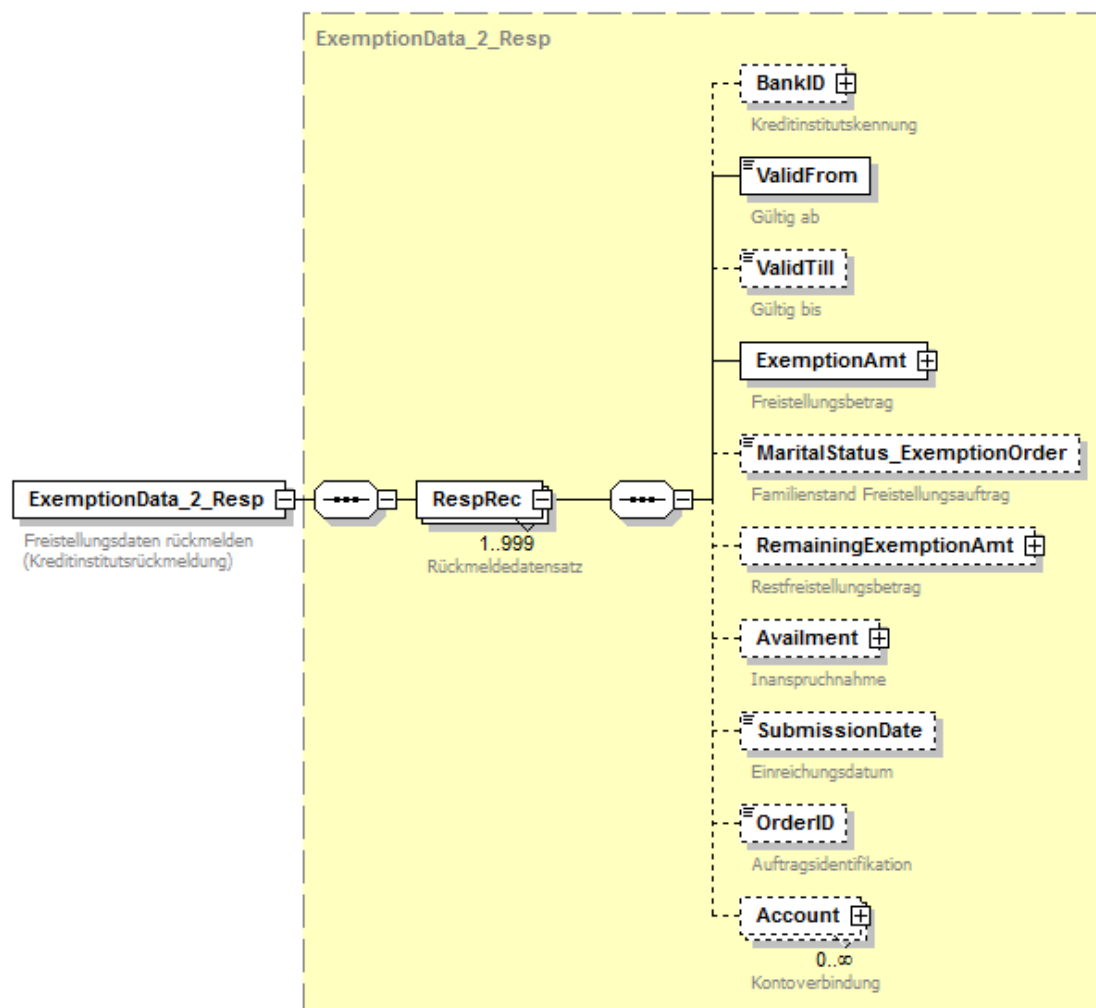 ExemptionData_2_Resp
BankID
Kreditinstitutskennung
ValidFrom
Gültig ab
ValidTill
Gültig bis
ExemptionAmt
Freistellungsbetrag
MaritalStatus_ExemptionOrder
Familienstand Freistellungsauftrag
ExemptionData_2_Resp
Freistellungsdaten rückmelden
(Kreditinstitutsrückmeldung)
RespRec
1..999
Rückmeldedatensatz
RemainingExemptionAmt
Restfreistellungsbetrag
Availment
Inanspruchnahme
SubmissionDate
Einreichungsdatum
OrderID
Auftragsidentifikation
Account
0..∞
Kontoverbindung